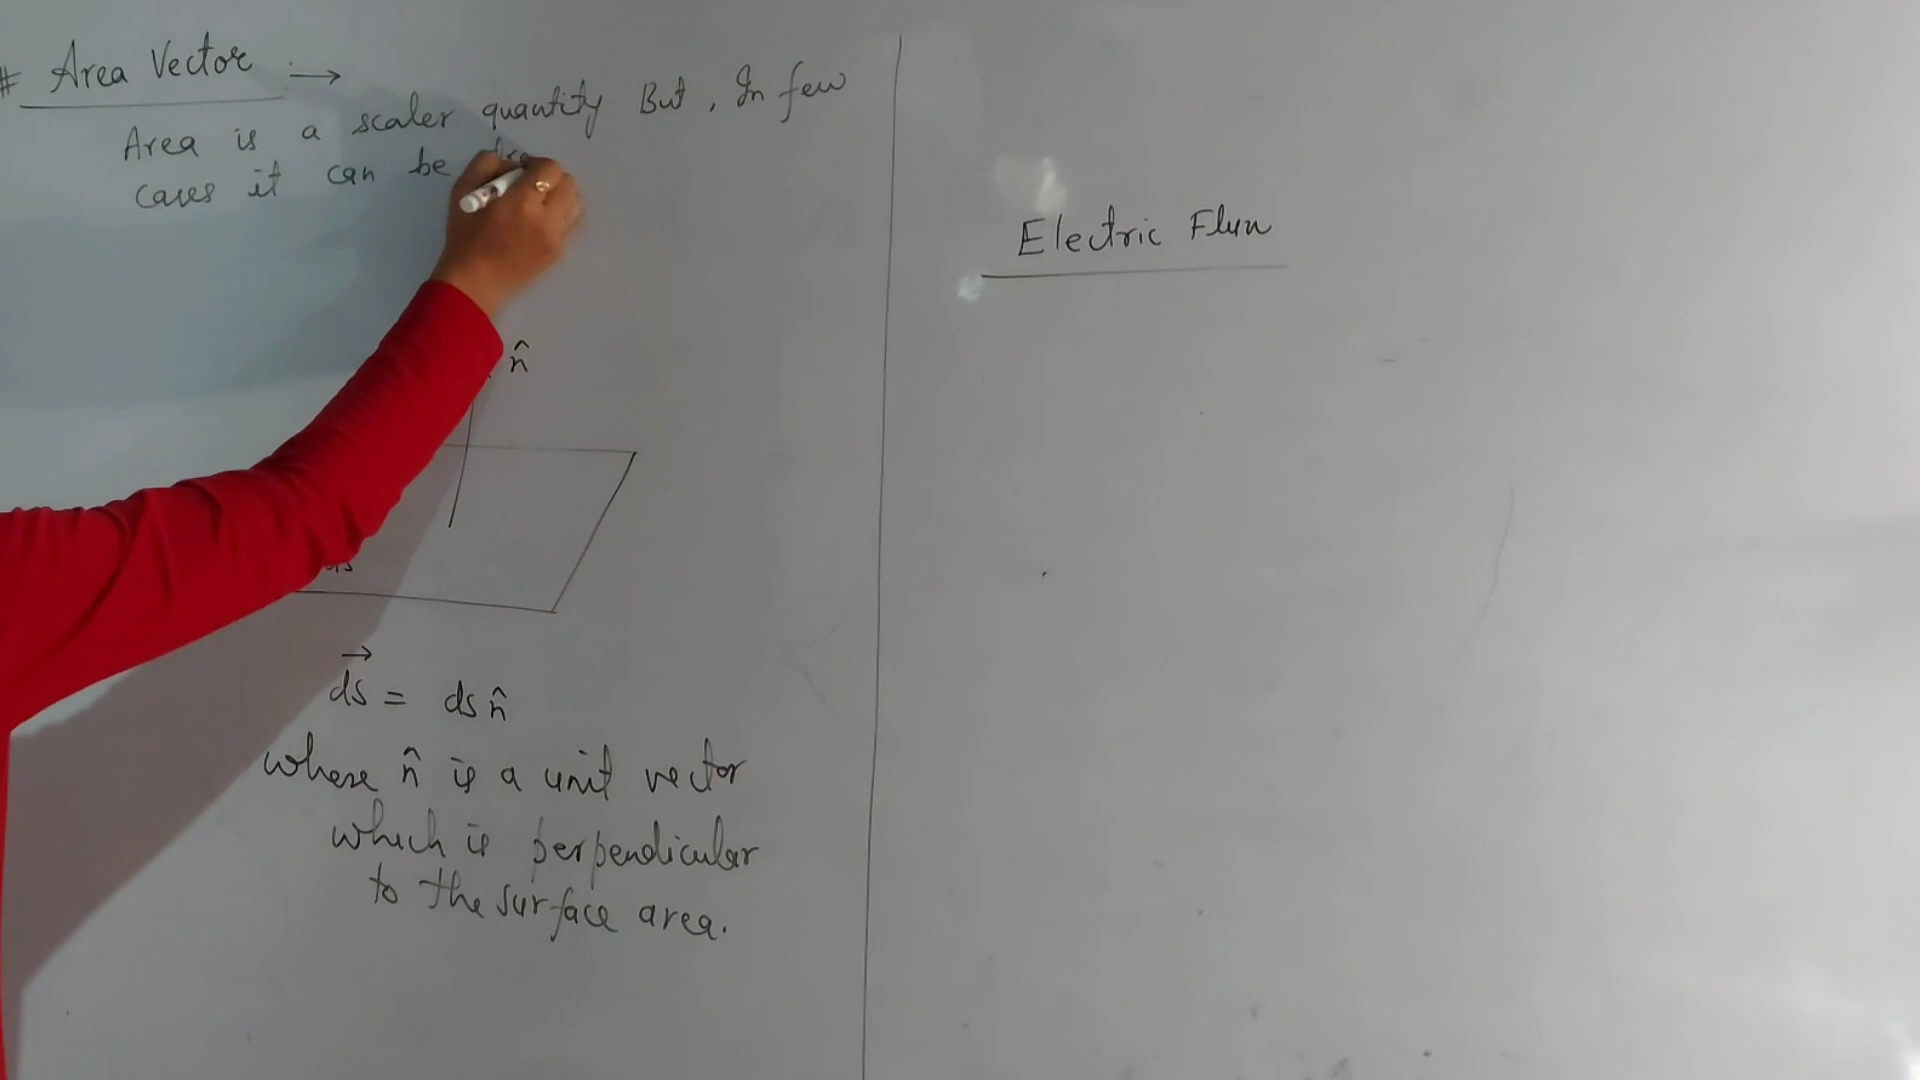 # Area Vector :→
Area is a scaler quantity But, In few
cases it can be
n̂
ds
d͞s⃗ = ds n̂
where n̂ is a unit vector
which is perpendicular
to the surface area.
Electric Flux